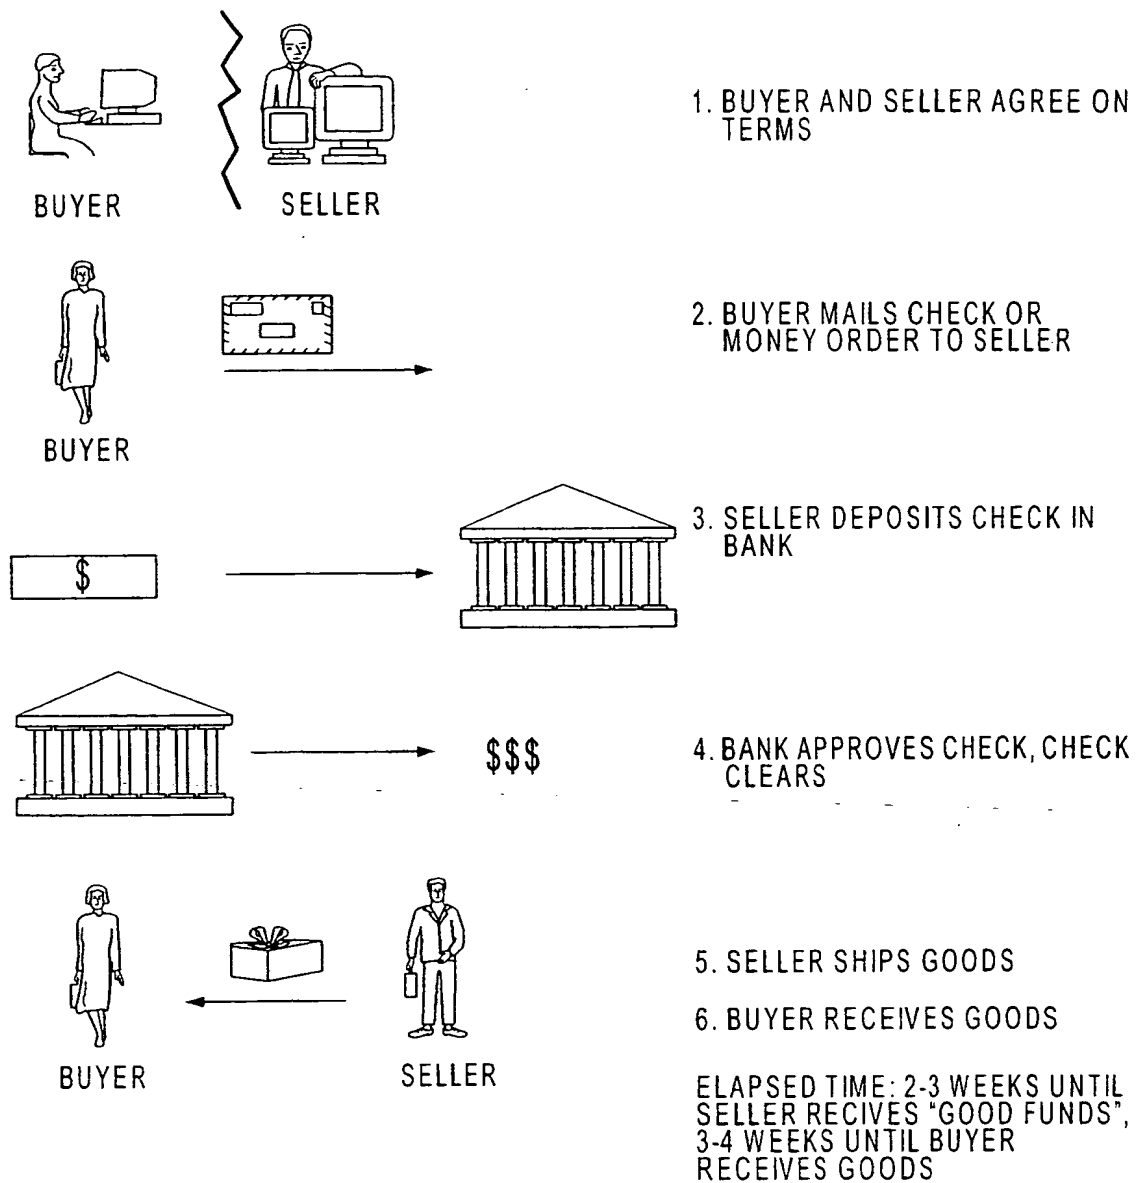 1. BUYER AND SELLER AGREE ON
TERMS
BUYER
SELLER
2. BUYER MAILS CHECK OR
MONEY ORDER TO SELLER
BUYER
3. SELLER DEPOSITS CHECK IN
BANK
$
$$$
4. BANK APPROVES CHECK, CHECK
CLEARS
5. SELLER SHIPS GOODS
6. BUYER RECEIVES GOODS
BUYER
SELLER
ELAPSED TIME: 2-3 WEEKS UNTIL
SELLER RECIVES "GOOD FUNDS",
3-4 WEEKS UNTIL BUYER
RECEIVES GOODS